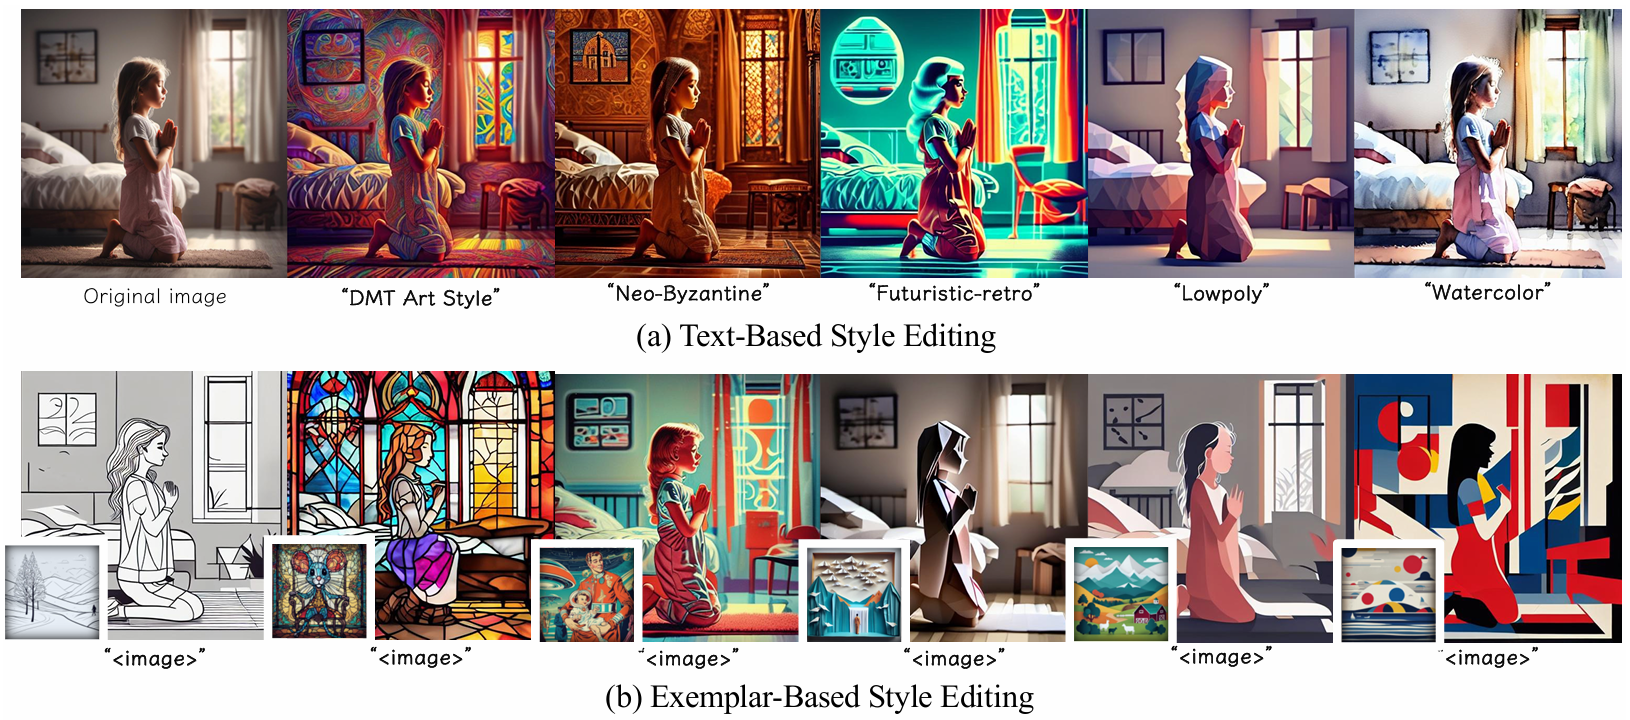 Original image
“DMT Art Style”
“Neo-Byzantine”
“Futuristic-retro”
“Lowpoly”
“Watercolor”
(a) Text-Based Style Editing
“<image>”
“<image>”
“<image>”
“<image>”
“<image>”
“<image>”
(b) Exemplar-Based Style Editing